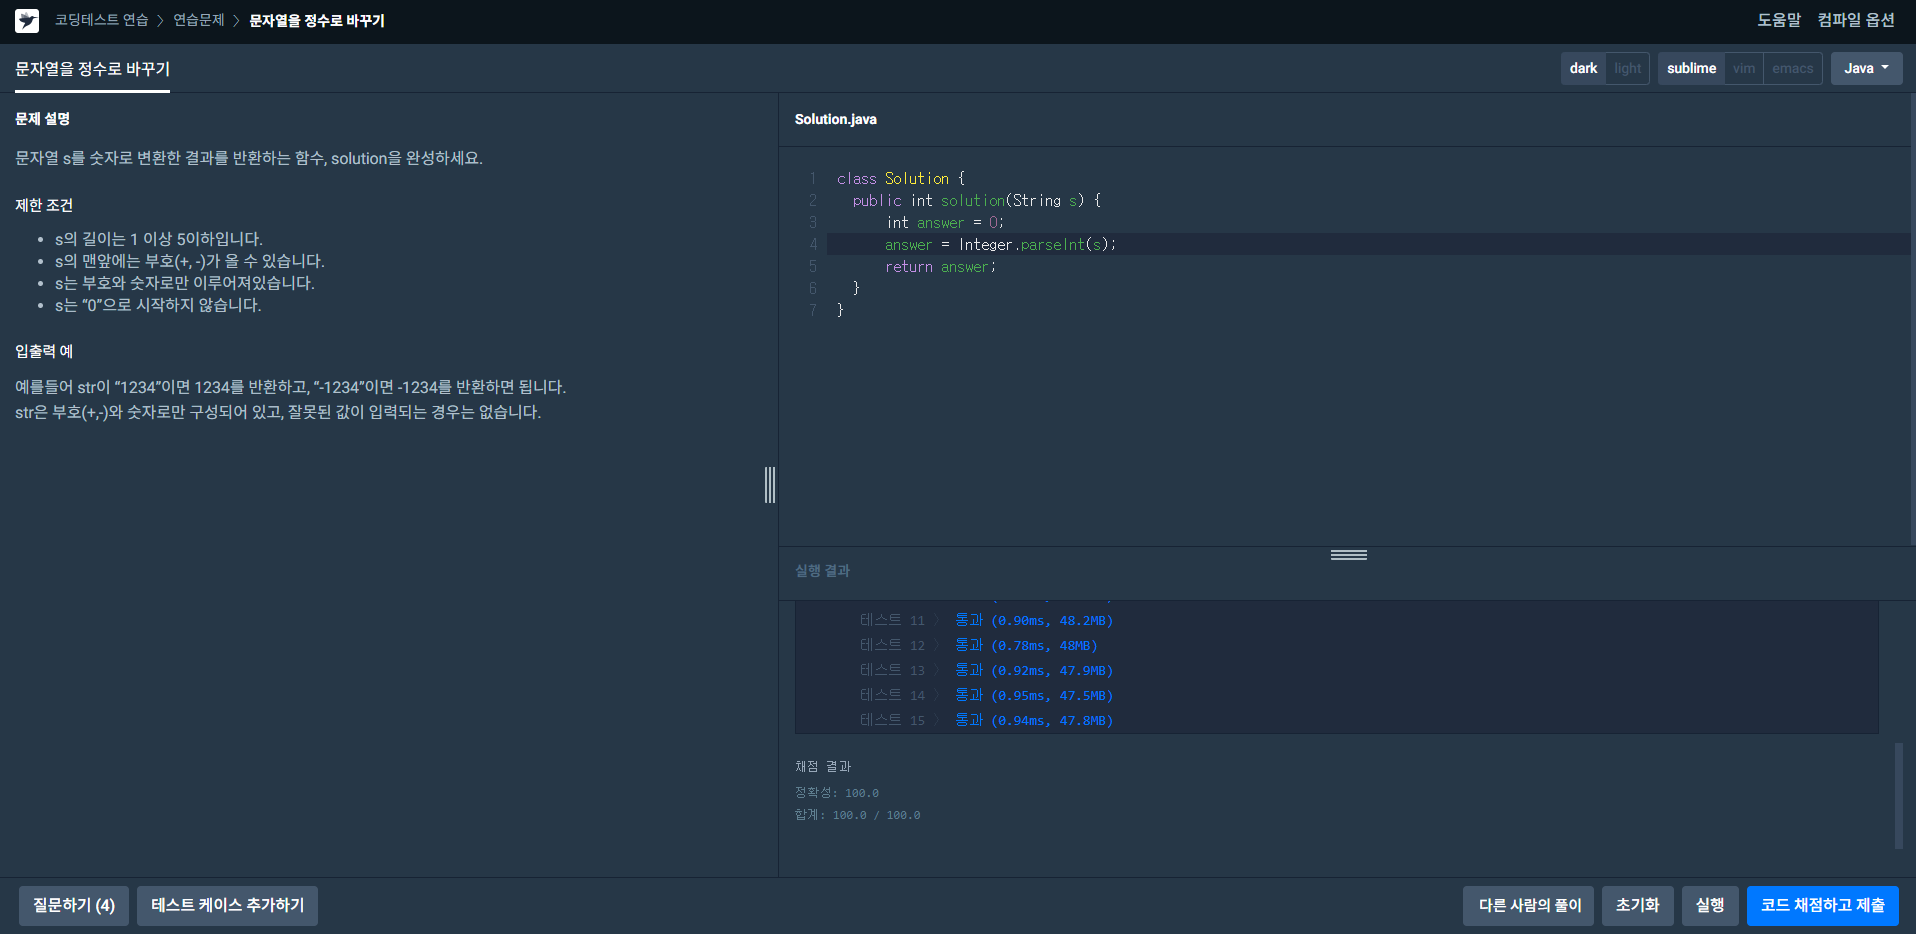 코딩테스트 연습 〉 연습문제 〉 문자열을 정수로 바꾸기
도움말 컴파일 옵션
문자열을 정수로 바꾸기
dark light sublime vim emacs Java
문제 설명
문자열 s를 숫자로 변환한 결과를 반환하는 함수, solution을 완성하세요.
제한 조건
• s의 길이는 1 이상 5이하입니다.
• s의 맨앞에는 부호(+, -)가 올 수 있습니다.
• s는 부호와 숫자로만 이루어져있습니다.
• s는 “0”으로 시작하지 않습니다.
입출력 예
예를들어 str이 “1234”이면 1234를 반환하고, “-1234”이면 -1234를 반환하면 됩니다.
str은 부호(+,-)와 숫자로만 구성되어 있고, 잘못된 값이 입력되는 경우는 없습니다.
Solution.java
1 class Solution {
2 public int solution(String s) {
3 int answer = 0;
4 answer = Integer.parseInt(s);
5 return answer;
6 }
7 }
실행 결과
테스트 11 〉 통과 (0.90ms, 48.2MB)
테스트 12 〉 통과 (0.78ms, 48MB)
테스트 13 〉 통과 (0.92ms, 47.9MB)
테스트 14 〉 통과 (0.95ms, 47.5MB)
테스트 15 〉 통과 (0.94ms, 47.8MB)
채점 결과
정확성: 100.0
합계: 100.0 / 100.0
질문하기 (4) 테스트 케이스 추가하기 다른 사람의 풀이 초기화 실행 코드 채점하고 제출